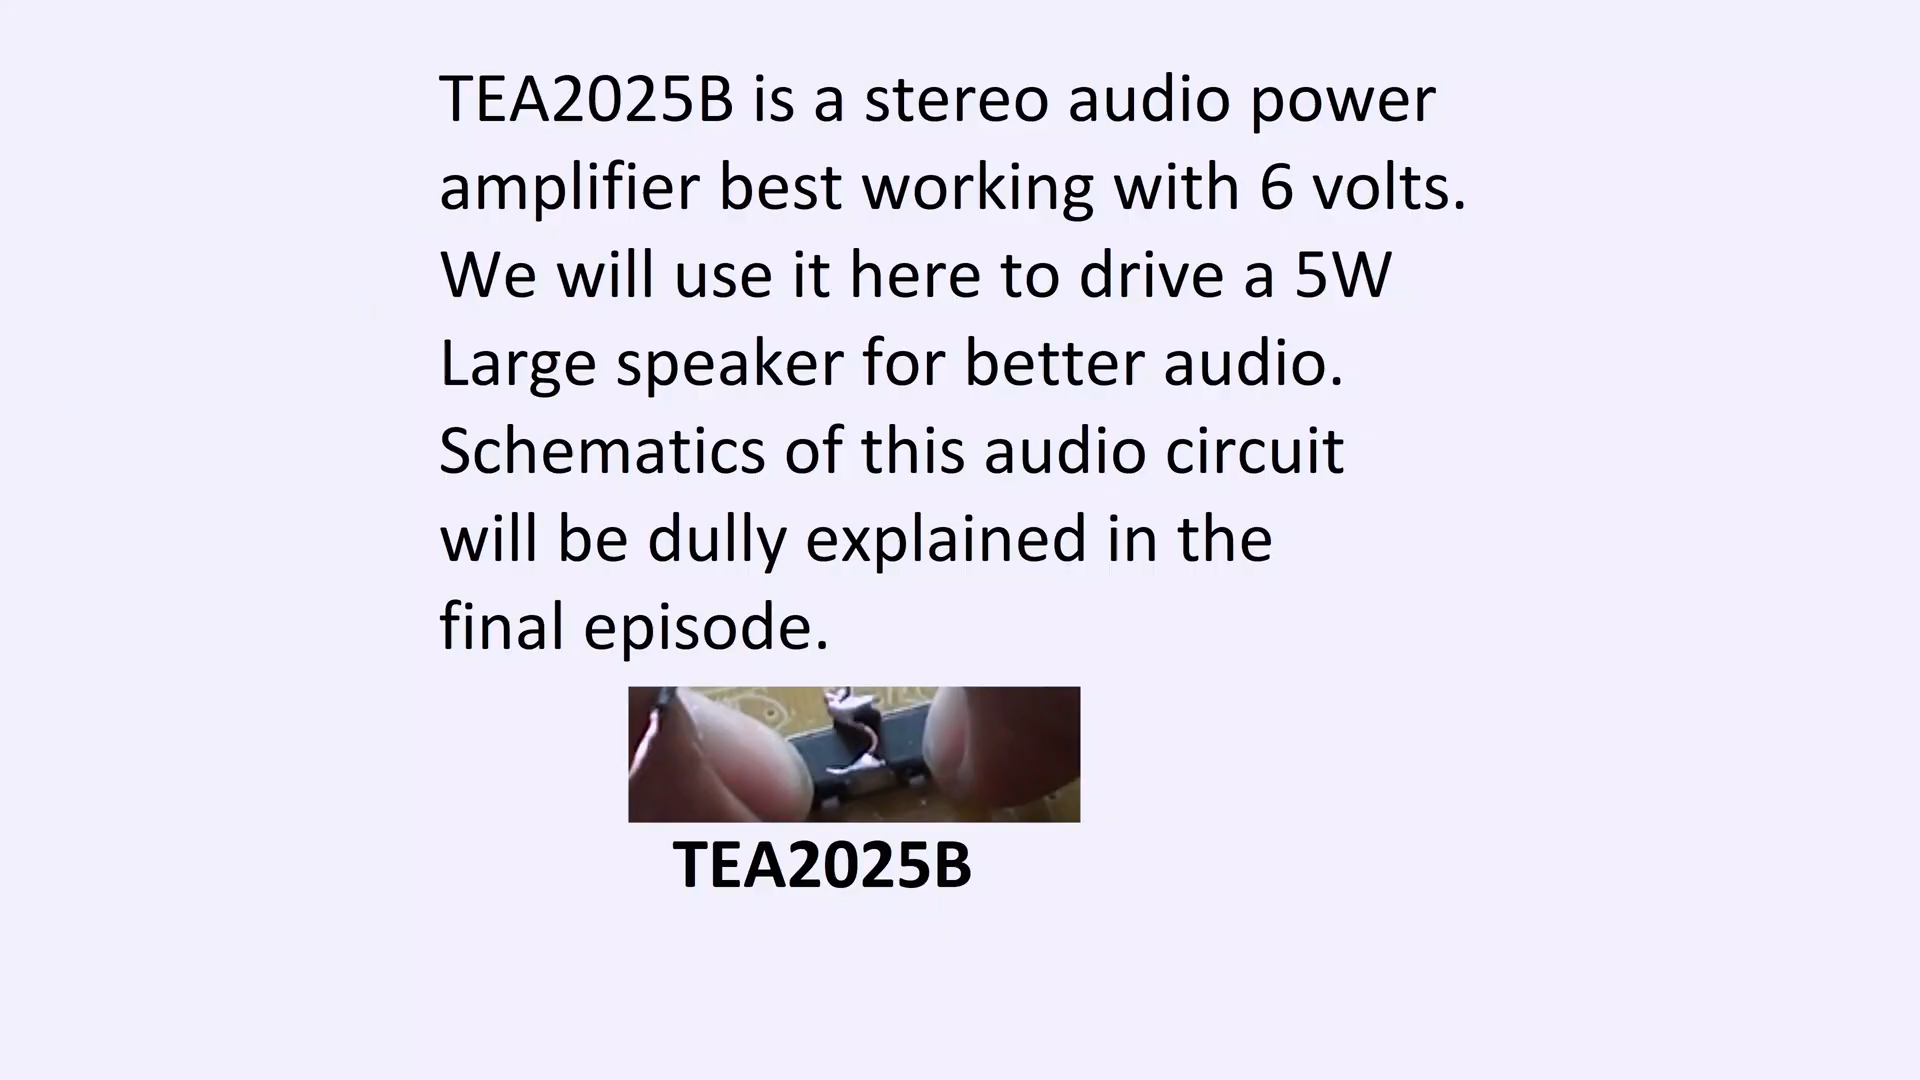 TEA2025B is a stereo audio power
amplifier best working with 6 volts.
We will use it here to drive a 5W
Large speaker for better audio.
Schematics of this audio circuit
will be dully explained in the
final episode.
TEA2025B